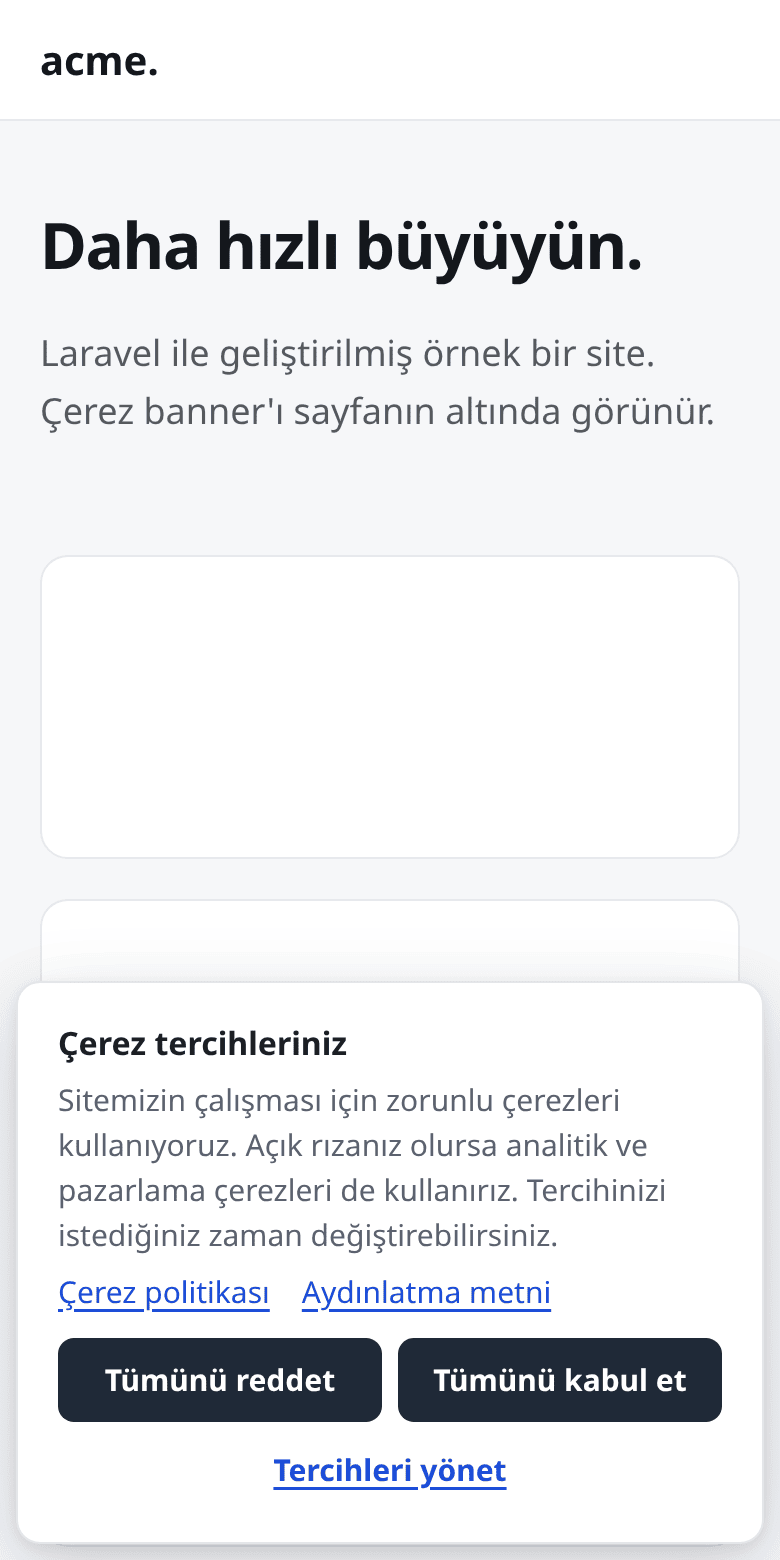 acme.
Daha hızlı büyüyün.
Laravel ile geliştirilmiş örnek bir site.
Çerez banner'ı sayfanın altında görünür.
Çerez tercihleriniz
Sitemizin çalışması için zorunlu çerezleri
kullanıyoruz. Açık rızanız olursa analitik ve
pazarlama çerezleri de kullanırız. Tercihinizi
istediğiniz zaman değiştirebilirsiniz.
Çerez politikası Aydınlatma metni
Tümünü reddet Tümünü kabul et
Tercihleri yönet